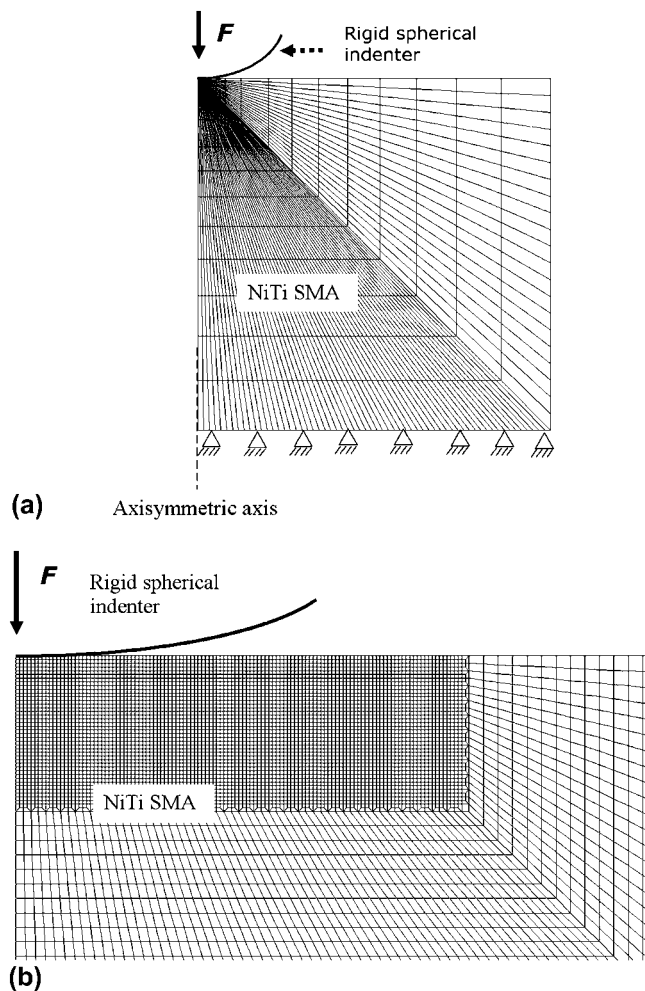 F
Rigid spherical
indenter
NiTi SMA
(a)
Axisymmetric axis
F
Rigid spherical
indenter
NiTi SMA
(b)